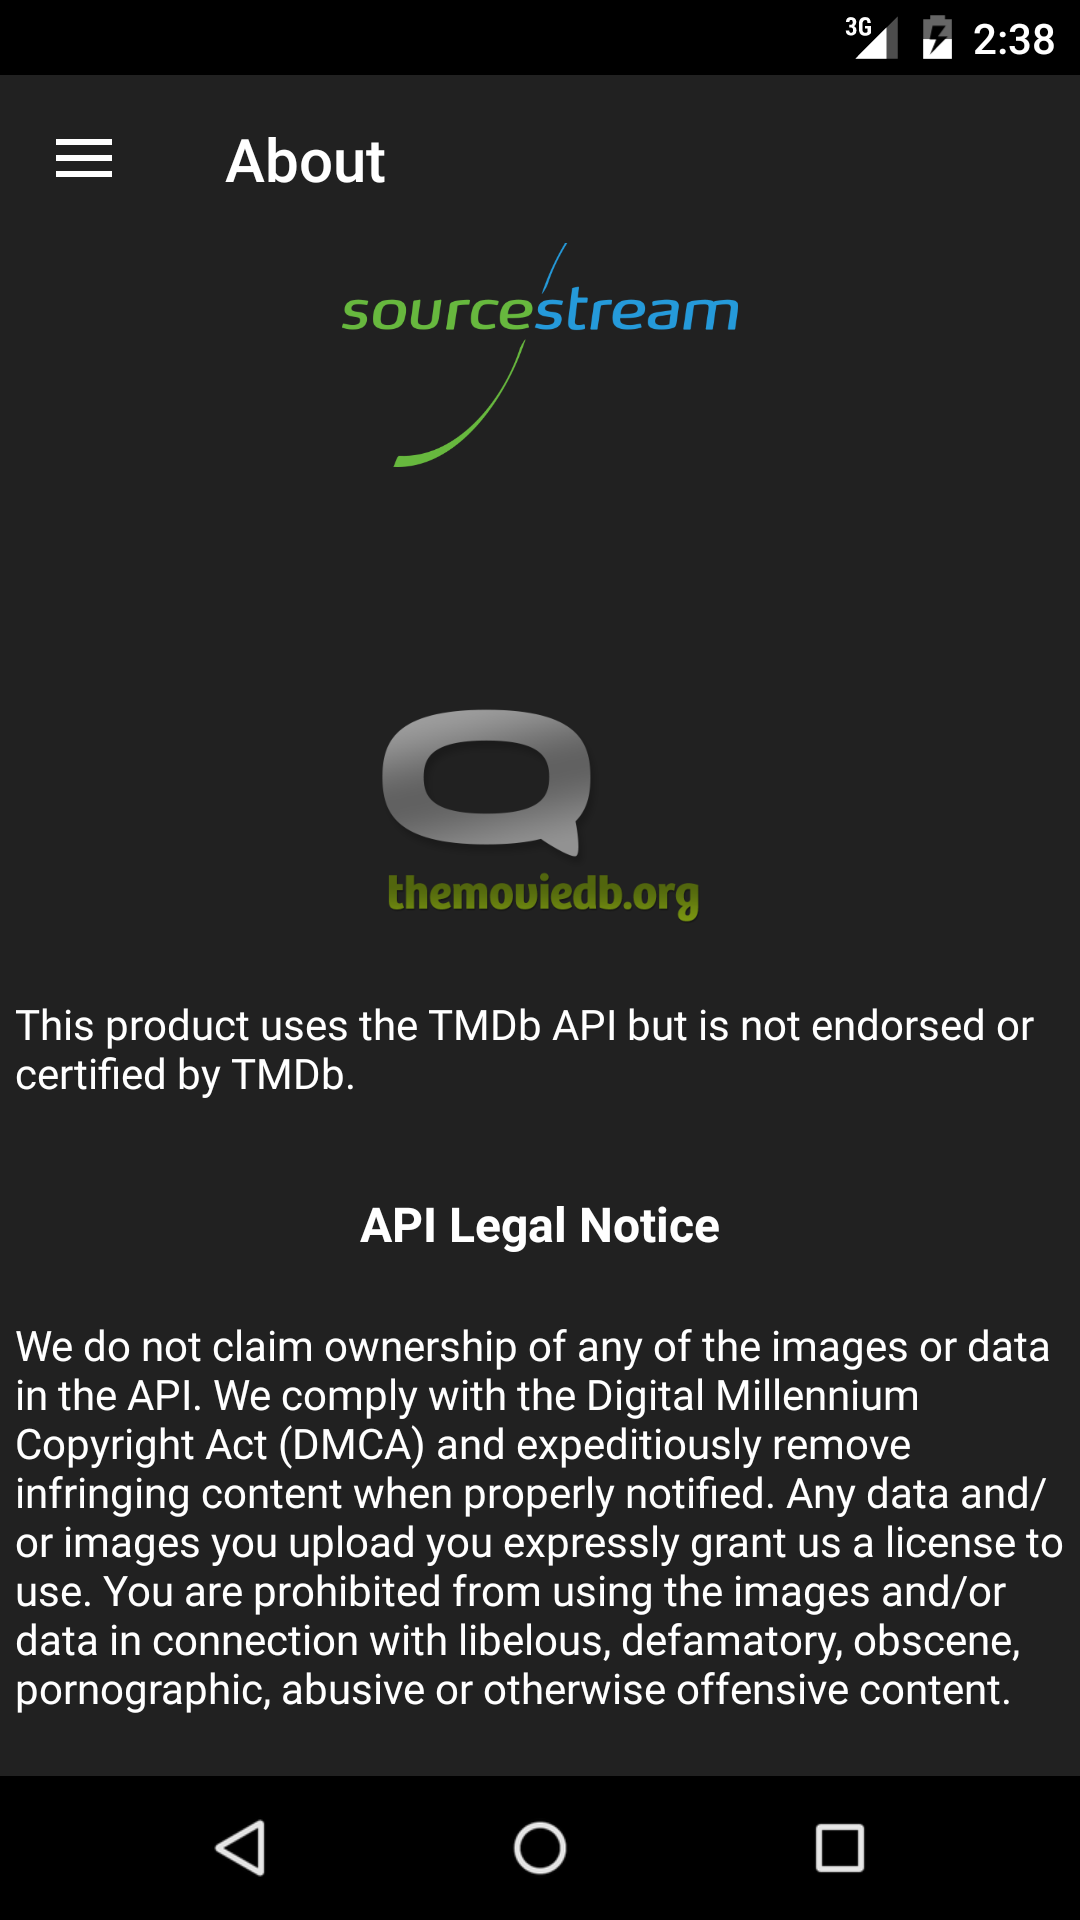 3G 2:38
About
sourcestream
themoviedb.org
This product uses the TMDb API but is not endorsed or
certified by TMDb.
API Legal Notice
We do not claim ownership of any of the images or data
in the API. We comply with the Digital Millennium
Copyright Act (DMCA) and expeditiously remove
infringing content when properly notified. Any data and/
or images you upload you expressly grant us a license to
use. You are prohibited from using the images and/or
data in connection with libelous, defamatory, obscene,
pornographic, abusive or otherwise offensive content.